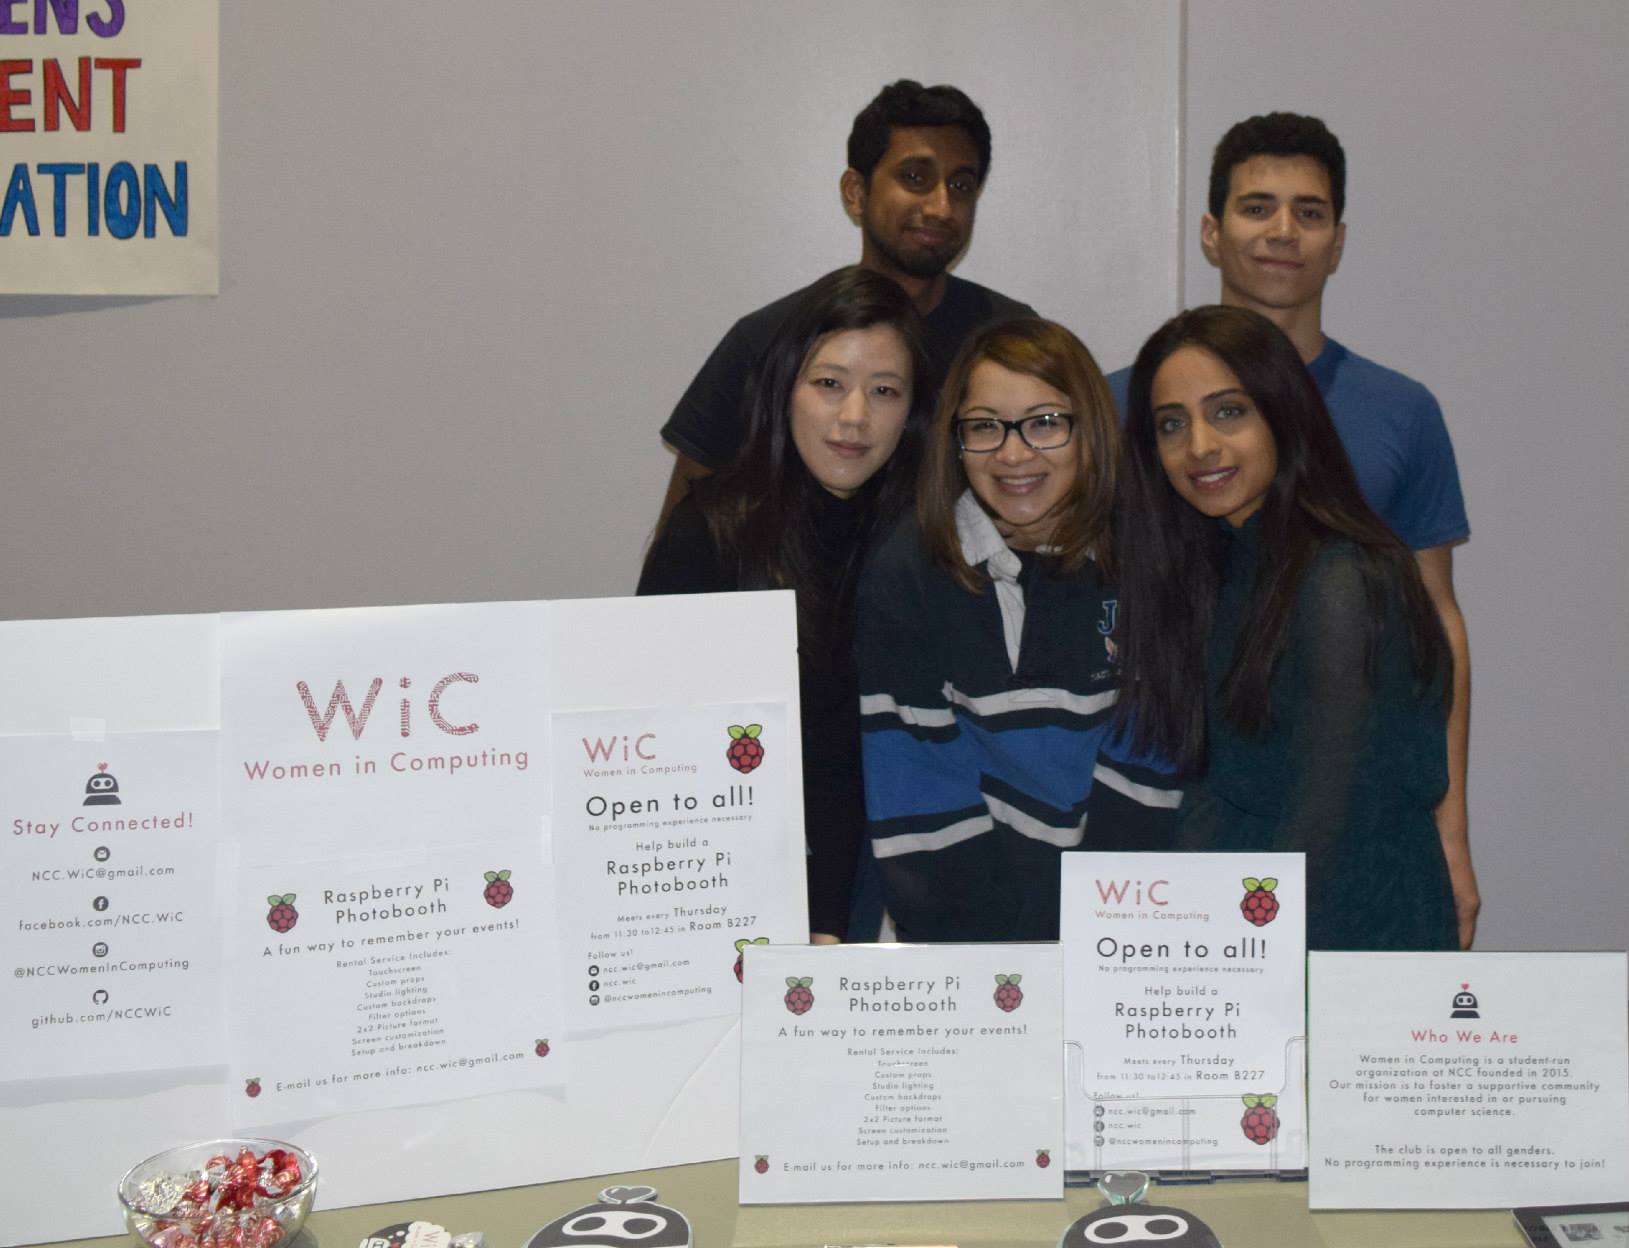 ENS
ENT
ATION
Stay Connected!
NCC.WiC@gmail.com
facebook.com/NCC.WiC
@NCCWomenInComputing
github.com/NCCWiC
WiC
Women in Computing
Raspberry Pi
Photobooth
A fun way to remember your events!
Rental Service Includes:
Touchscreen
Custom props
Studio lighting
Custom backdrops
Filter options
2x2 Picture format
Screen customization
Setup and breakdown
E-mail us for more info: ncc.wic@gmail.com
WiC
Women in Computing
Open to all!
No programming experience necessary
Help build a
Raspberry Pi
Photobooth
Meets every Thursday
from 11:30 to12:45 in Room B227
Follow us!
ncc.wic@gmail.com
ncc.wic
@nccwomenincomputing
J
Raspberry Pi
Photobooth
A fun way to remember your events!
Rental Service Includes:
Touchscreen
Custom props
Studio lighting
Custom backdrops
Filter options
2x2 Picture format
Screen customization
Setup and breakdown
E-mail us for more info: ncc.wic@gmail.com
WiC
Women in Computing
Open to all!
No programming experience necessary
Help build a
Raspberry Pi
Photobooth
Meets every Thursday
from 11:30 to12:45 in Room B227
Follow us!
ncc.wic@gmail.com
ncc.wic
@nccwomenincomputing
Who We Are
Women in Computing is a student-run
organization at NCC founded in 2015.
Our mission is to foster a supportive community
for women interested in or pursuing
computer science.
The club is open to all genders.
No programming experience is necessary to join!